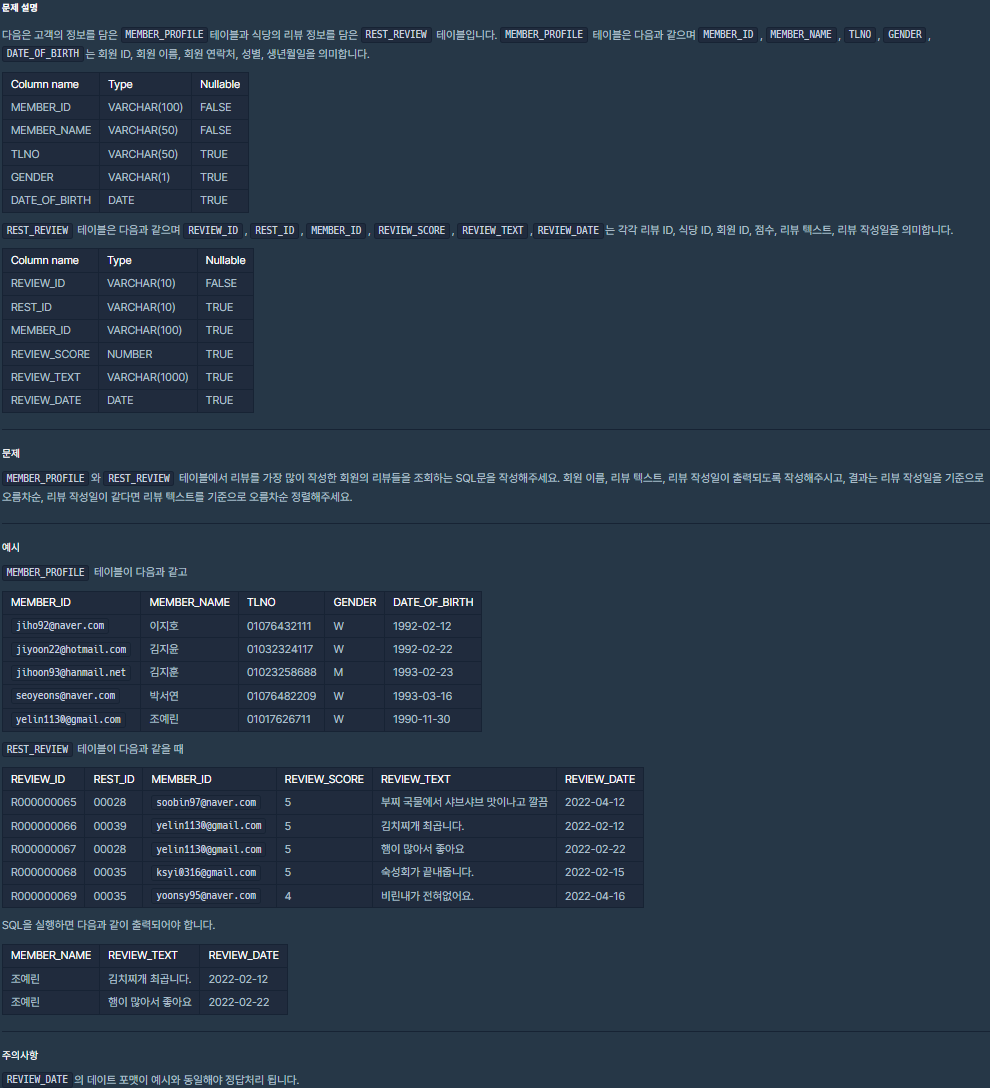 문제 설명
다음은 고객의 정보를 담은 MEMBER_PROFILE 테이블과 식당의 리뷰 정보를 담은 REST_REVIEW 테이블입니다. MEMBER_PROFILE 테이블은 다음과 같으며 MEMBER_ID, MEMBER_NAME, TLNO, GENDER,
DATE_OF_BIRTH 는 회원 ID, 회원 이름, 회원 연락처, 성별, 생년월일을 의미합니다.
Column name Type Nullable
MEMBER_ID VARCHAR(100) FALSE
MEMBER_NAME VARCHAR(50) FALSE
TLNO VARCHAR(50) TRUE
GENDER VARCHAR(1) TRUE
DATE_OF_BIRTH DATE TRUE
REST_REVIEW 테이블은 다음과 같으며 REVIEW_ID, REST_ID, MEMBER_ID, REVIEW_SCORE, REVIEW_TEXT, REVIEW_DATE 는 각각 리뷰 ID, 식당 ID, 회원 ID, 점수, 리뷰 텍스트, 리뷰 작성일을 의미합니다.
Column name Type Nullable
REVIEW_ID VARCHAR(10) FALSE
REST_ID VARCHAR(10) TRUE
MEMBER_ID VARCHAR(100) TRUE
REVIEW_SCORE NUMBER TRUE
REVIEW_TEXT VARCHAR(1000) TRUE
REVIEW_DATE DATE TRUE
문제
MEMBER_PROFILE 와 REST_REVIEW 테이블에서 리뷰를 가장 많이 작성한 회원의 리뷰들을 조회하는 SQL문을 작성해주세요. 회원 이름, 리뷰 텍스트, 리뷰 작성일이 출력되도록 작성해주시고, 결과는 리뷰 작성일을 기준으로
오름차순, 리뷰 작성일이 같다면 리뷰 텍스트를 기준으로 오름차순 정렬해주세요.
예시
MEMBER_PROFILE 테이블이 다음과 같고
MEMBER_ID MEMBER_NAME TLNO GENDER DATE_OF_BIRTH
jiho92@naver.com 이지호 01076432111 W 1992-02-12
jiyoon22@hotmail.com 김지윤 01032324117 W 1992-02-22
jihoon93@hanmail.net 김지훈 01023258688 M 1993-02-23
seoyeons@naver.com 박서연 01076482209 W 1993-03-16
yelin1130@gmail.com 조예린 01017626711 W 1990-11-30
REST_REVIEW 테이블이 다음과 같을 때
REVIEW_ID REST_ID MEMBER_ID REVIEW_SCORE REVIEW_TEXT REVIEW_DATE
R000000065 00028 soobin97@naver.com 5 부찌 국물에서 샤브샤브 맛이나고 깔끔 2022-04-12
R000000066 00039 yelin1130@gmail.com 5 김치찌개 최곱니다. 2022-02-12
R000000067 00028 yelin1130@gmail.com 5 햄이 많아서 좋아요 2022-02-22
R000000068 00035 ksyi0316@gmail.com 5 숙성회가 끝내줍니다. 2022-02-15
R000000069 00035 yoonsy95@naver.com 4 비린내가 전혀없어요. 2022-04-16
SQL을 실행하면 다음과 같이 출력되어야 합니다.
MEMBER_NAME REVIEW_TEXT REVIEW_DATE
조예린 김치찌개 최곱니다. 2022-02-12
조예린 햄이 많아서 좋아요 2022-02-22
주의사항
REVIEW_DATE 의 데이트 포맷이 예시와 동일해야 정답처리 됩니다.